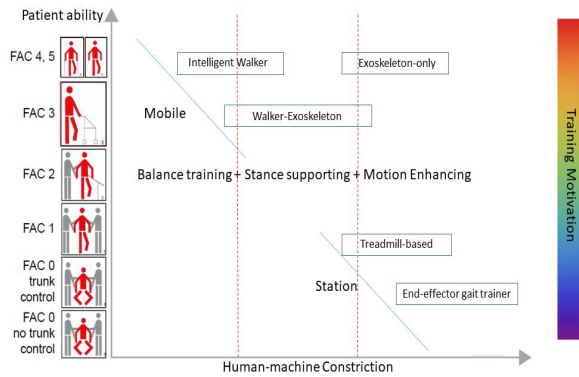 Patient ability
FAC 4, 5
Intelligent Walker
Exoskeleton-only
Mobile
FAC 3
Walker-Exoskeleton
FAC 2
Balance training + Stance supporting + Motion Enhancing
FAC 1
Treadmill-based
FAC 0
trunk
control
Station
End-effector gait trainer
FAC 0
no trunk
control
Human-machine Constriction
Training Motivation